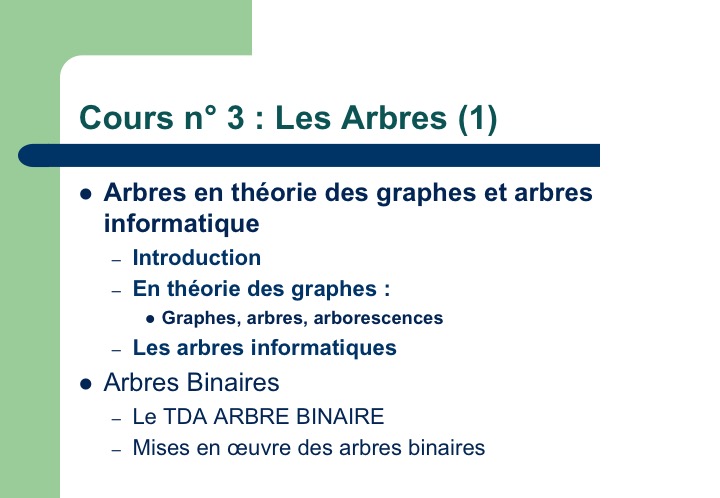 Cours n° 3 : Les Arbres (1)
Arbres en théorie des graphes et arbres
informatique
– Introduction
– En théorie des graphes :
Graphes, arbres, arborescences
– Les arbres informatiques
Arbres Binaires
– Le TDA ARBRE BINAIRE
– Mises en œuvre des arbres binaires